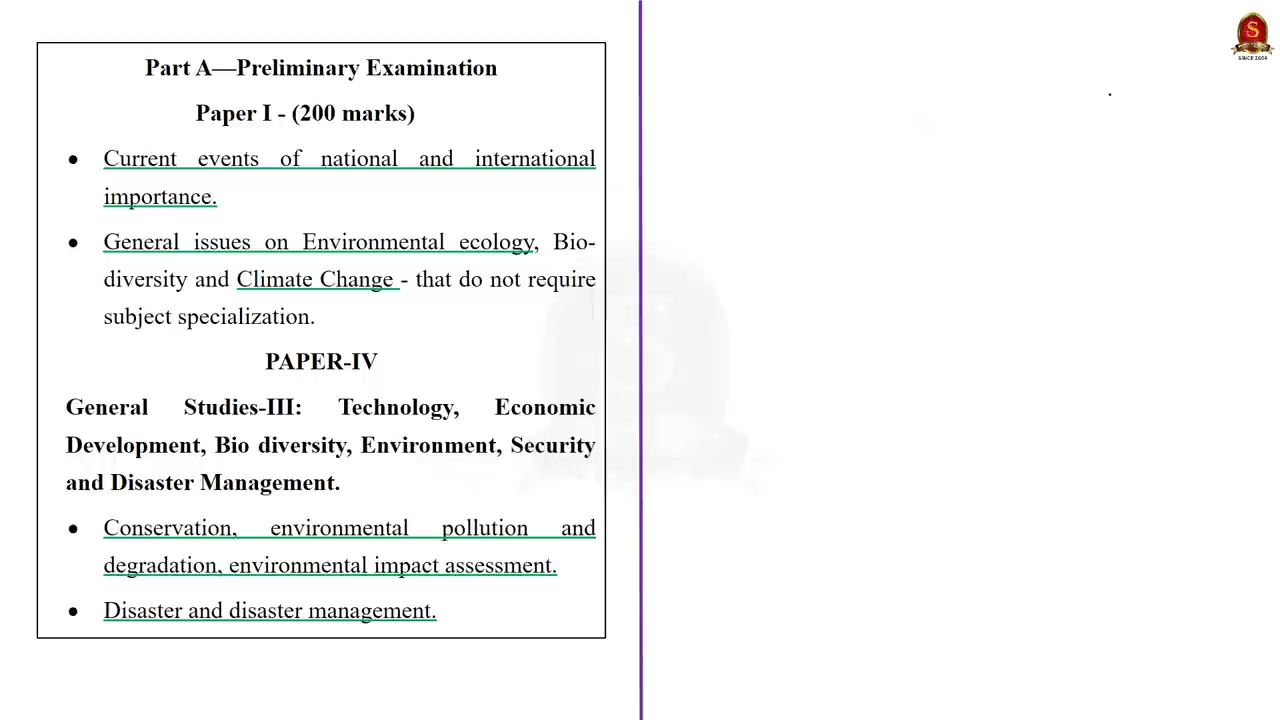 Part A—Preliminary Examination
Paper I - (200 marks)
• Current events of national and international
importance.
• General issues on Environmental ecology, Bio-
diversity and Climate Change - that do not require
subject specialization.
PAPER-IV
General Studies-III: Technology, Economic
Development, Bio diversity, Environment, Security
and Disaster Management.
• Conservation, environmental pollution and
degradation, environmental impact assessment.
• Disaster and disaster management.
S
SINCE 2004